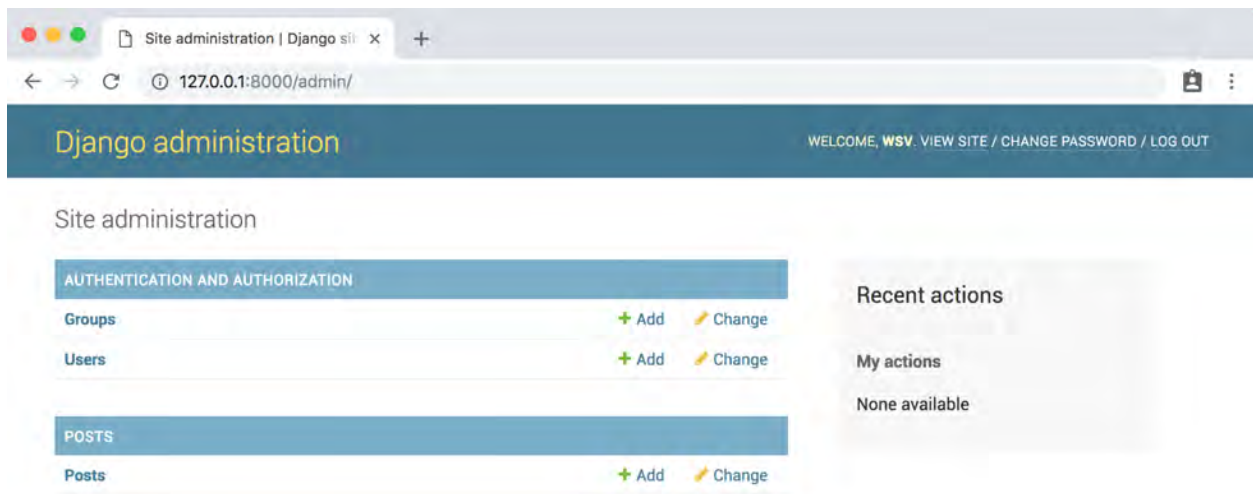 Site administration | Django si
127.0.0.1:8000/admin/
Django administration
WELCOME, WSV. VIEW SITE / CHANGE PASSWORD / LOG OUT
Site administration
AUTHENTICATION AND AUTHORIZATION
Groups Add Change
Users Add Change
POSTS
Posts Add Change
Recent actions
My actions
None available